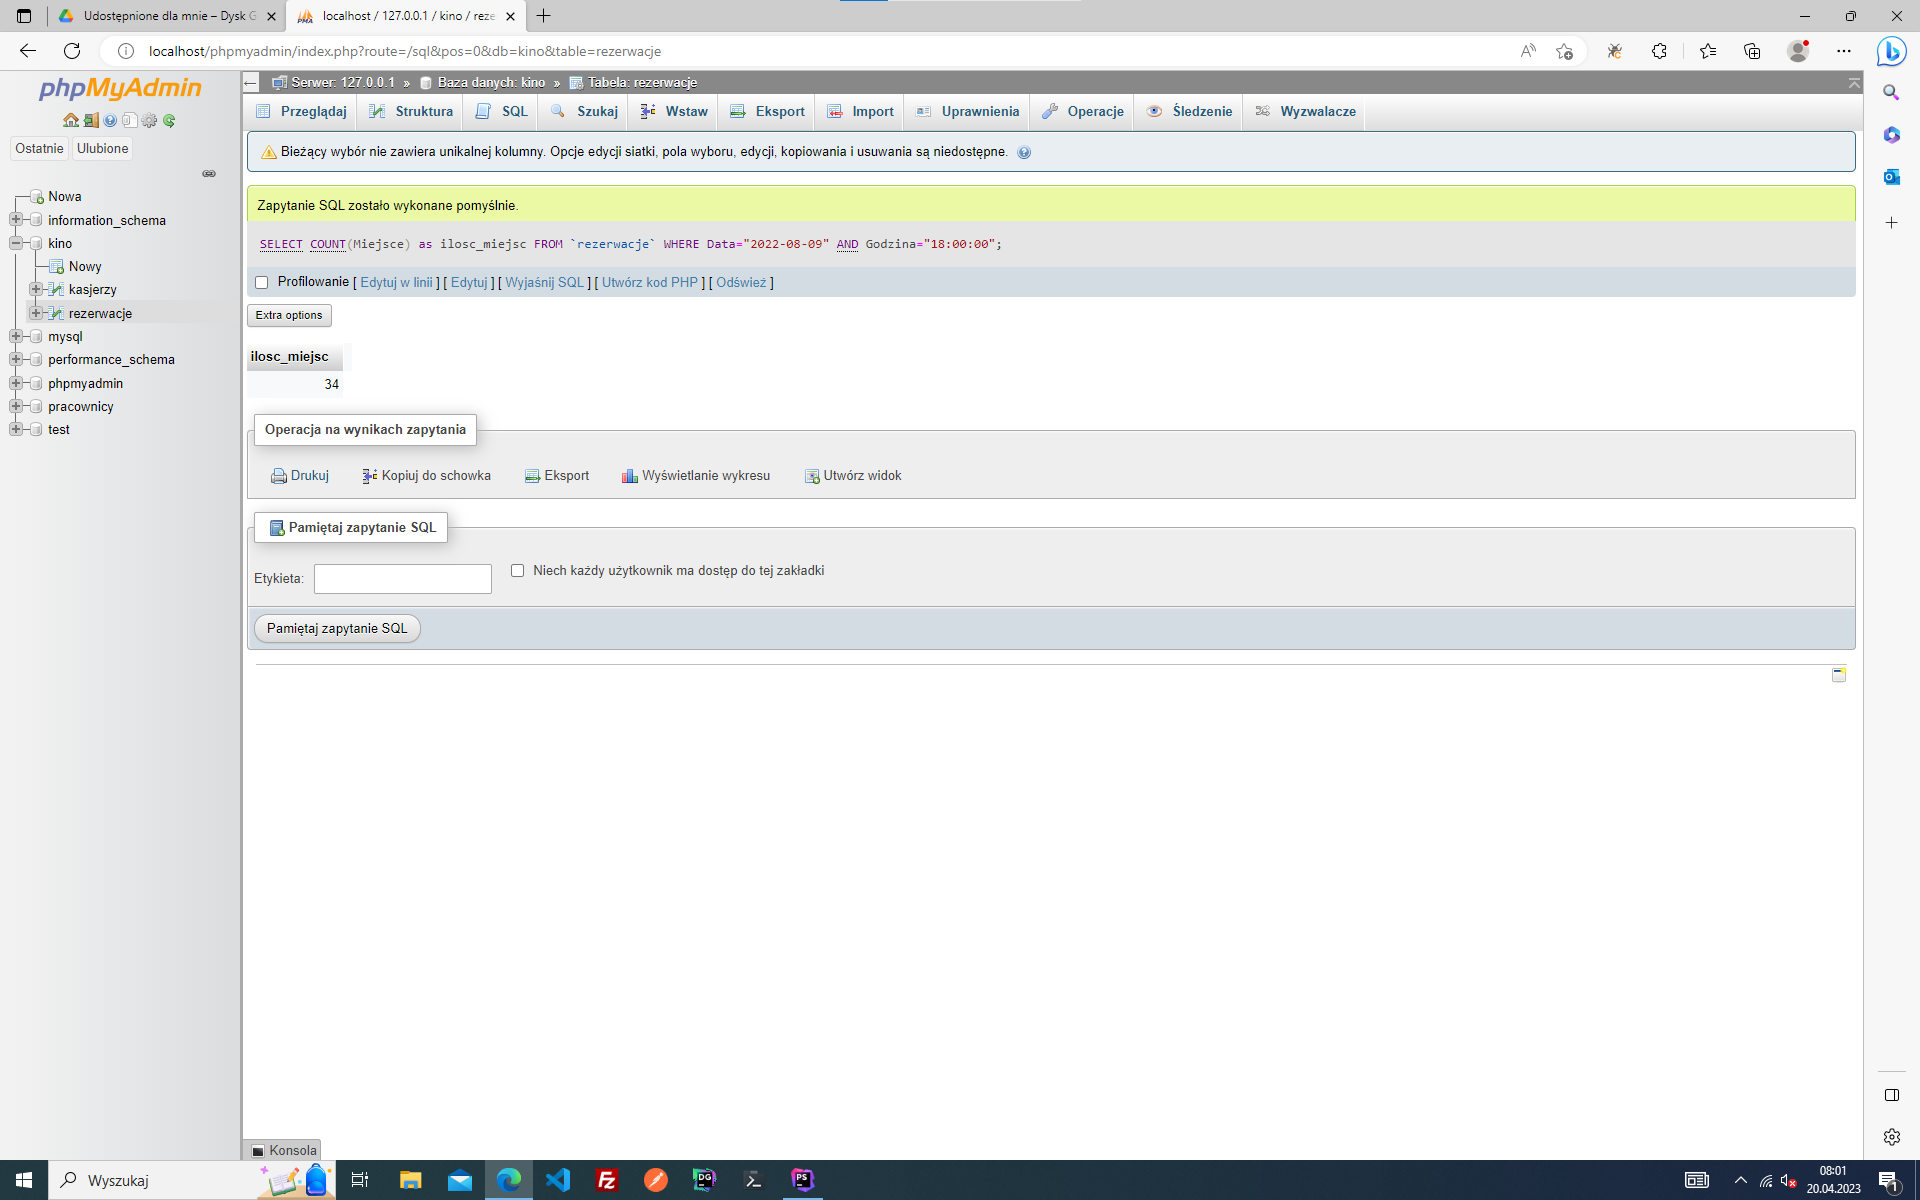 Udostępnione dla mnie – Dysk G
localhost / 127.0.0.1 / kino / reze
localhost/phpmyadmin/index.php?route=/sql&pos=0&db=kino&table=rezerwacje
phpMyAdmin
Ostatnie
Ulubione
Nowa
information_schema
kino
Nowy
kasjerzy
rezerwacje
mysql
performance_schema
phpmyadmin
pracownicy
test
Serwer: 127.0.0.1 » Baza danych: kino » Tabela: rezerwacje
Przeglądaj Struktura SQL Szukaj Wstaw Eksport Import Uprawnienia Operacje Śledzenie Wyzwalacze
Bieżący wybór nie zawiera unikalnej kolumny. Opcje edycji siatki, pola wyboru, edycji, kopiowania i usuwania są niedostępne.
Zapytanie SQL zostało wykonane pomyślnie.
SELECT COUNT(Miejsce) as ilosc_miejsc FROM `rezerwacje` WHERE Data="2022-08-09" AND Godzina="18:00:00";
Profilowanie [ Edytuj w linii ] [ Edytuj ] [ Wyjaśnij SQL ] [ Utwórz kod PHP ] [ Odśwież ]
Extra options
ilosc_miejsc
34
Operacja na wynikach zapytania
Drukuj Kopiuj do schowka Eksport Wyświetlanie wykresu Utwórz widok
Pamiętaj zapytanie SQL
Etykieta:
Niech każdy użytkownik ma dostęp do tej zakładki
Pamiętaj zapytanie SQL
Konsola
Wyszukaj
08:01
20.04.2023
1